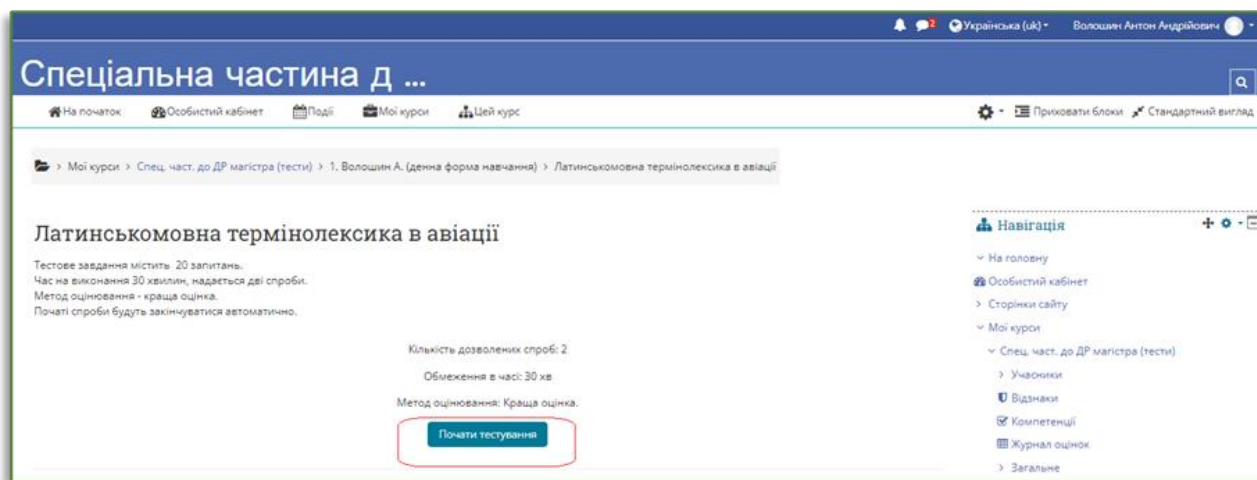 2 Українська (uk) Волошин Антон Андрійович
Спеціальна частина д ...
На початок Особистий кабінет Події Мої курси Цей курс Приховати блоки Стандартний вигляд
> Мої курси > Спец. част. до ДР магістра (тести) > 1. Волошин А. (денна форма навчання) > Латинськомовна термінолексика в авіації
Латинськомовна термінолексика в авіації
Тестове завдання містить 20 запитань.
Час на виконання 30 хвилин, надається дві спроби.
Метод оцінювання - краща оцінка.
Початі спроби будуть закінчуватися автоматично.
Кількість дозволених спроб: 2
Обмеження в часі: 30 хв
Метод оцінювання: Краща оцінка.
Почати тестування
Навігація
На головну
Особистий кабінет
Сторінки сайту
Мої курси
Спец. част. до ДР магістра (тести)
Учасники
Відзнаки
Компетенції
Журнал оцінок
Загальне